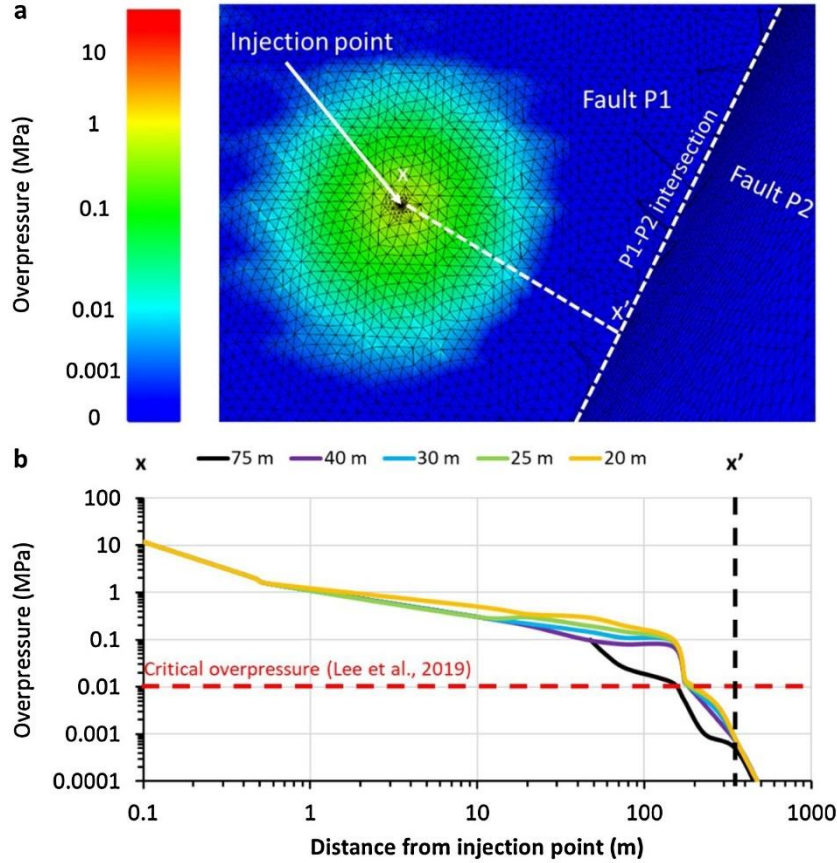 a
10
1
0.1
0.01
0.001
0
Overpressure (MPa)
Injection point
x
Fault P1
P1-P2 intersection
Fault P2
x-
b
x
75 m
40 m
30 m
25 m
20 m
x’
100
10
1
0.1
0.01
0.001
0.0001
Overpressure (MPa)
Critical overpressure (Lee et al., 2019)
0.1
1
10
100
1000
Distance from injection point (m)